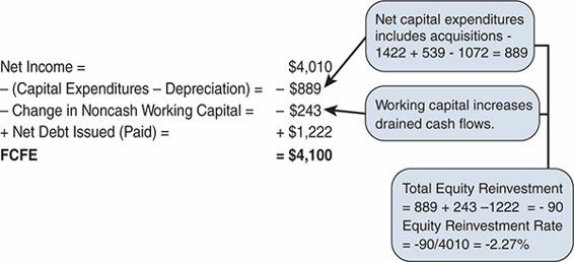 Net capital expenditures
includes acquisitions -
1422 + 539 - 1072 = 889
Net Income = $4,010
– (Capital Expenditures – Depreciation) = – $889
– Change in Noncash Working Capital = – $243
+ Net Debt Issued (Paid) = + $1,222
FCFE = $4,100
Working capital increases
drained cash flows.
Total Equity Reinvestment
= 889 + 243 –1222 = - 90
Equity Reinvestment Rate
= -90/4010 = -2.27%